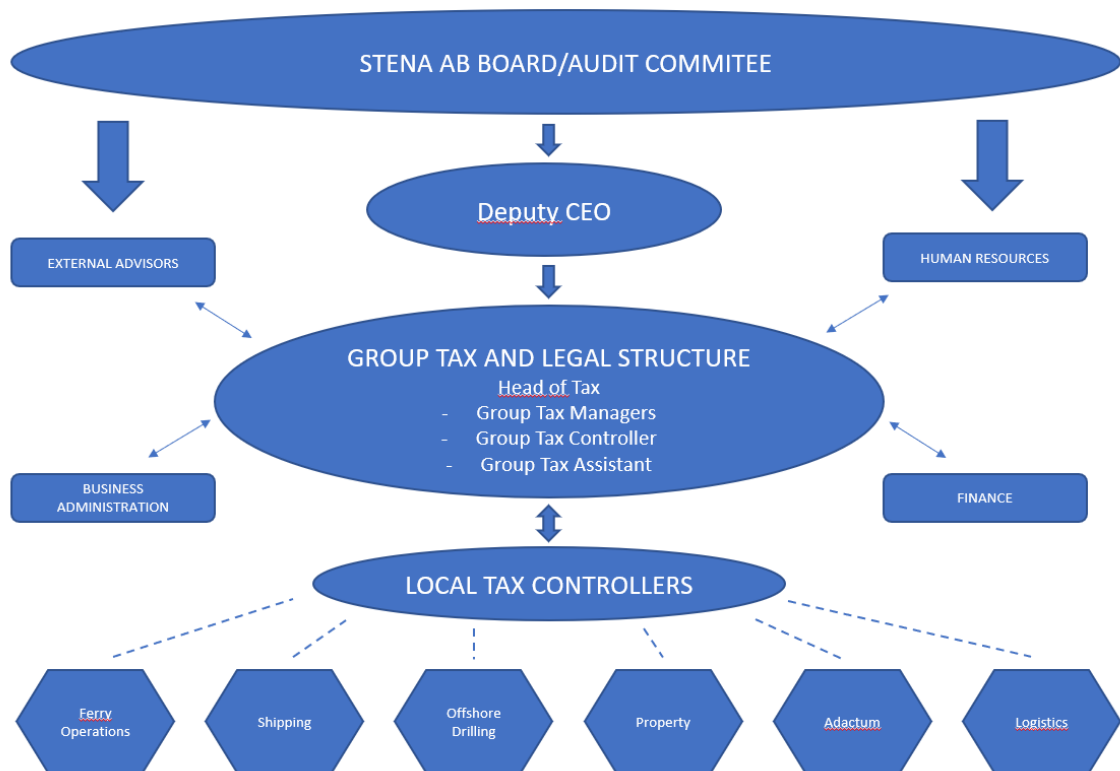 STENA AB BOARD/AUDIT COMMITEE
Deputy CEO
EXTERNAL ADVISORS
HUMAN RESOURCES
GROUP TAX AND LEGAL STRUCTURE
Head of Tax
- Group Tax Managers
- Group Tax Controller
- Group Tax Assistant
BUSINESS
ADMINISTRATION
FINANCE
LOCAL TAX CONTROLLERS
Ferry
Operations
Shipping
Offshore
Drilling
Property
Adactum
Logistics